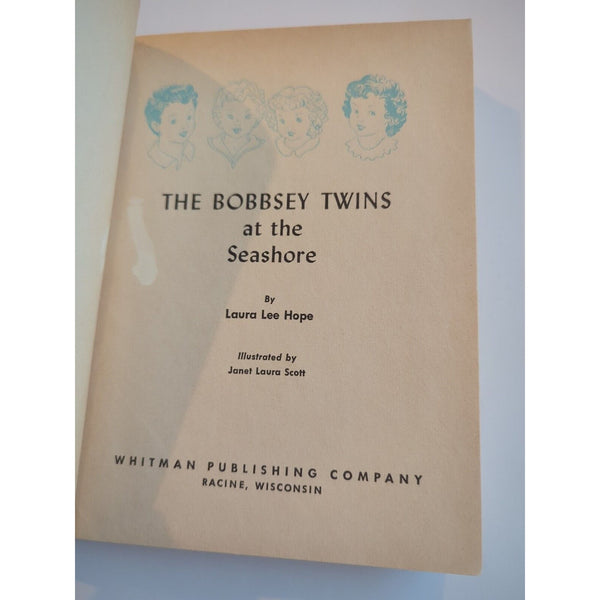 THE BOBBSEY TWINS
at the
Seashore
By
Laura Lee Hope
Illustrated by
Janet Laura Scott
WHITMAN PUBLISHING COMPANY
RACINE, WISCONSIN